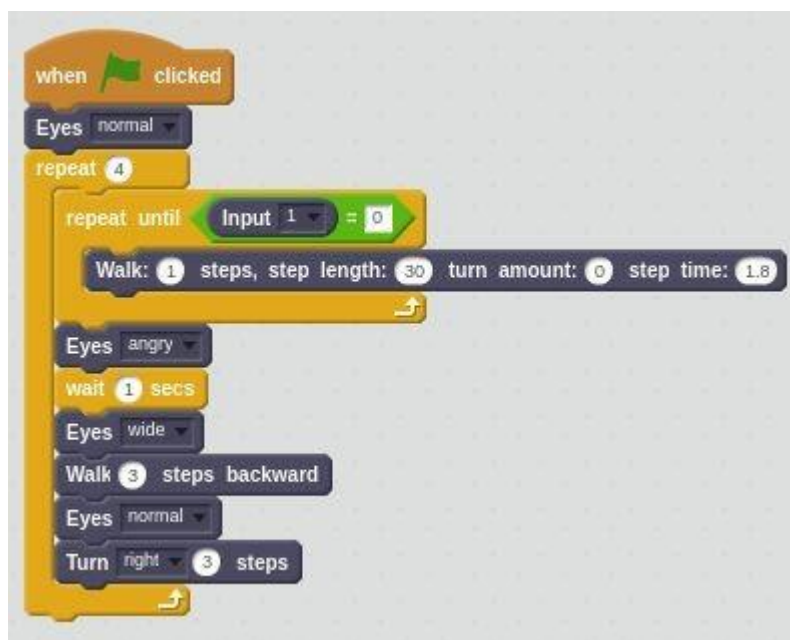 when clicked
Eyes normal
repeat 4
repeat until Input 1 = 0
Walk: 1 steps, step length: 30 turn amount: 0 step time: 1.8
Eyes angry
wait 1 secs
Eyes wide
Walk 3 steps backward
Eyes normal
Turn right 3 steps